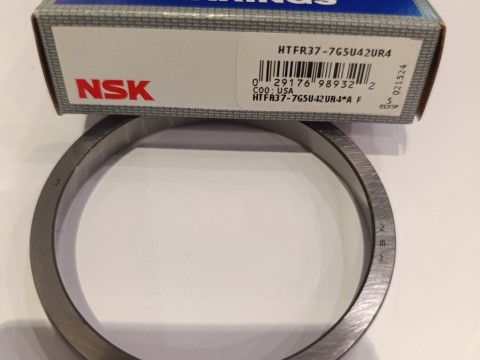 HTFR37-7G5U42UR4
0 29176 98932 2
COO: USA
HTFR37-7G5U42UR4*A F
S 021524
NSK